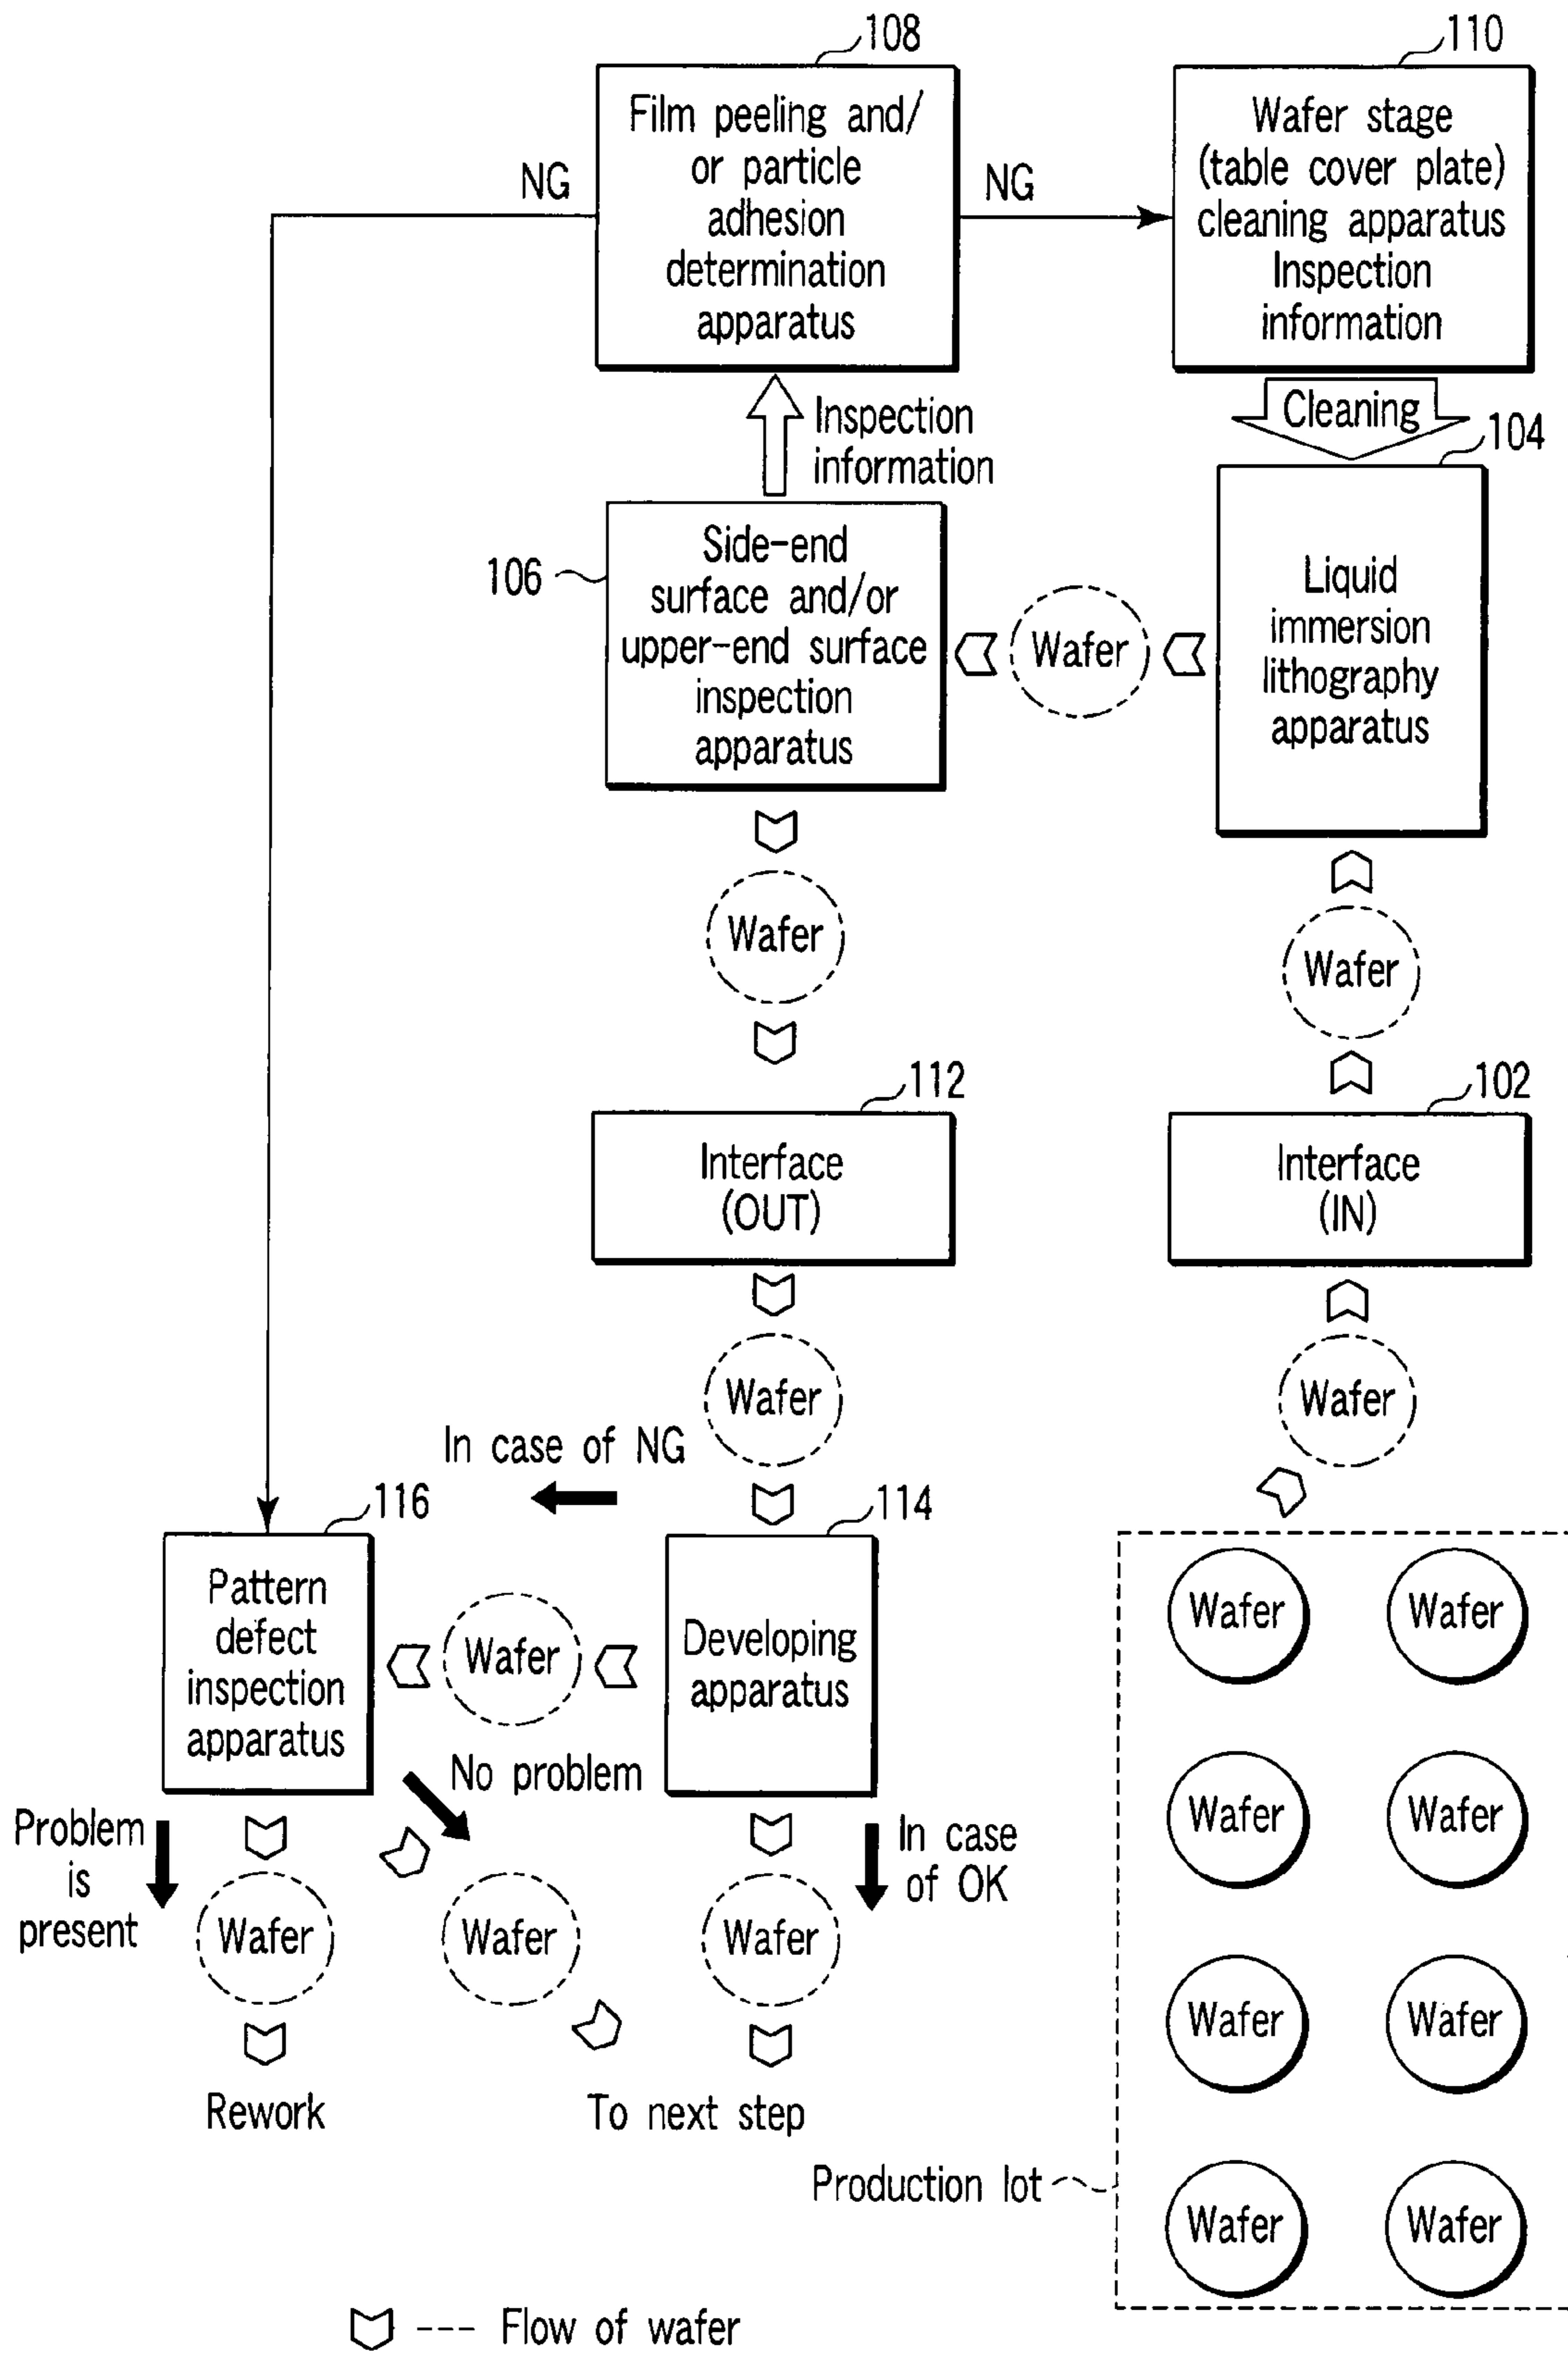 108
110
Film peeling and/
or particle
adhesion
determination
apparatus
Wafer stage
(table cover plate)
cleaning apparatus
Inspection
information
NG
NG
Inspection
information
Cleaning
104
106
Side-end
surface and/or
upper-end surface
inspection
apparatus
Wafer
Liquid
immersion
lithography
apparatus
Wafer
Wafer
112
102
Interface
(OUT)
Interface
(IN)
Wafer
Wafer
In case of NG
116
114
Pattern
defect
inspection
apparatus
Wafer
Developing
apparatus
Wafer
Wafer
No problem
Problem
is
present
In case
of OK
Wafer
Wafer
Wafer
Wafer
Wafer
Wafer
Wafer
Rework
To next step
Production lot
Wafer
Wafer
--- Flow of wafer